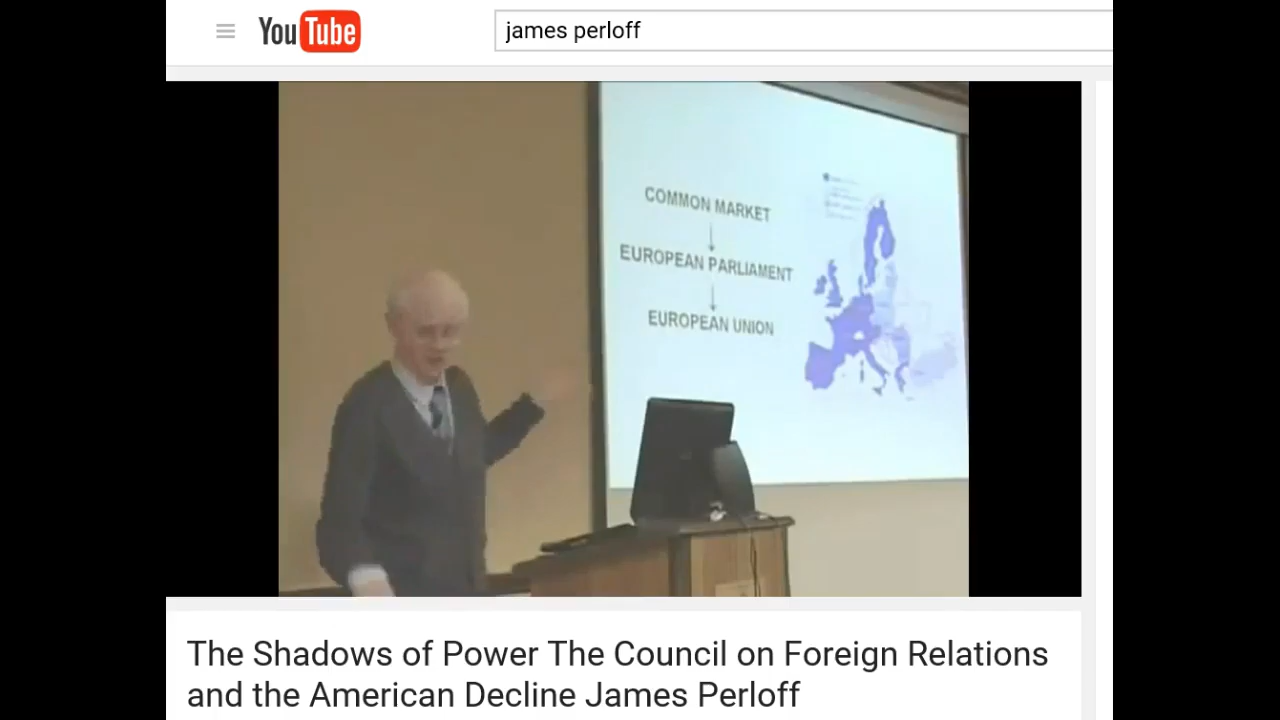 YouTube
james perloff
COMMON MARKET
EUROPEAN PARLIAMENT
EUROPEAN UNION
The Shadows of Power The Council on Foreign Relations
and the American Decline James Perloff